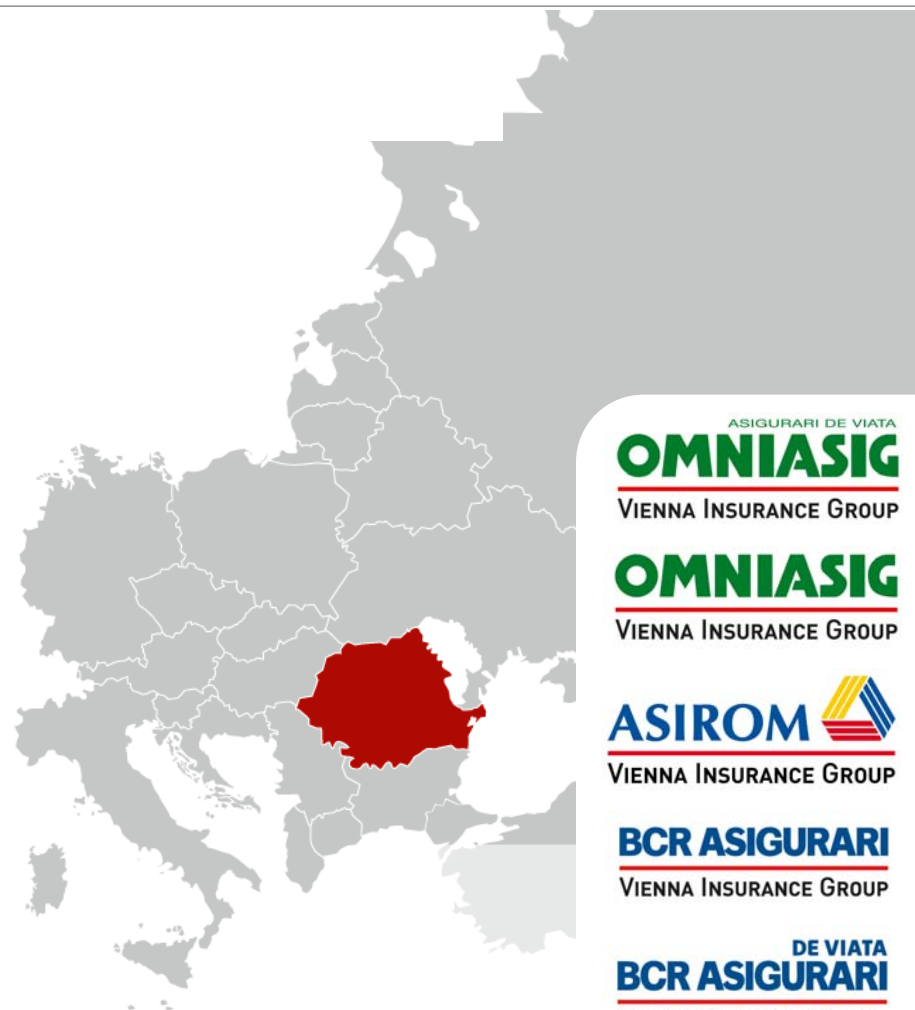 ASIGURARI DE VIATA
OMNIASIG
VIENNA INSURANCE GROUP
OMNIASIG
VIENNA INSURANCE GROUP
ASIROM
VIENNA INSURANCE GROUP
BCR ASIGURARI
VIENNA INSURANCE GROUP
DE VIATA
BCR ASIGURARI